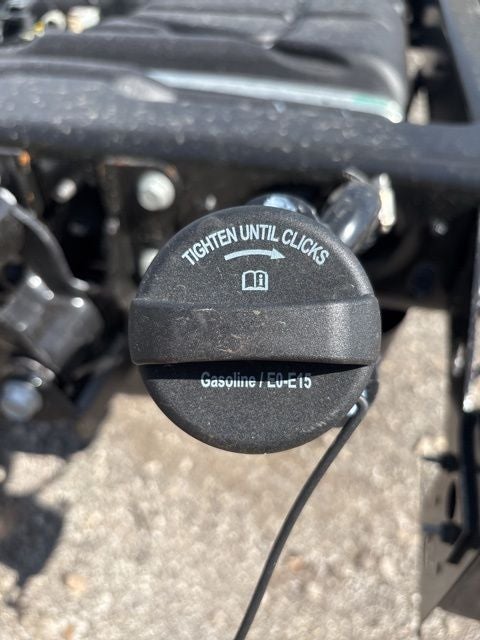 TIGHTEN UNTIL CLICKS
Gasoline / E0-E15